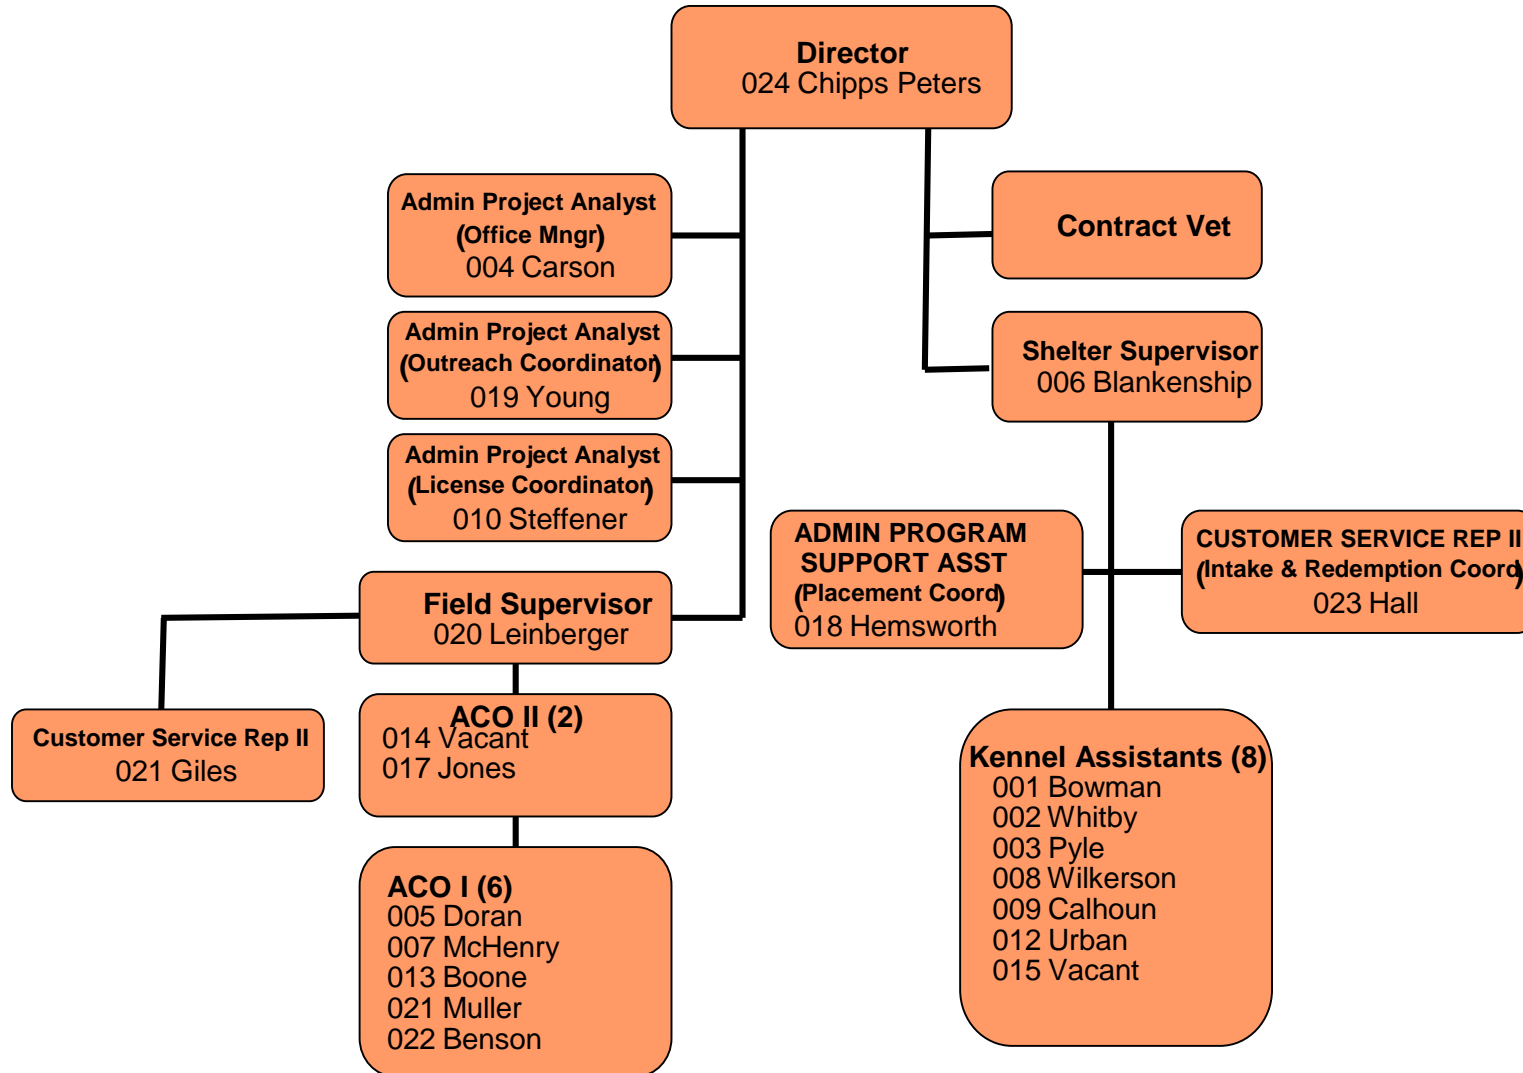 Director
024 Chipps Peters
Admin Project Analyst
(Office Mngr)
004 Carson
Contract Vet
Admin Project Analyst
(Outreach Coordinator)
019 Young
Shelter Supervisor
006 Blankenship
Admin Project Analyst
(License Coordinator)
010 Steffener
ADMIN PROGRAM
SUPPORT ASST
(Placement Coord)
018 Hemsworth
CUSTOMER SERVICE REP II
(Intake & Redemption Coord)
023 Hall
Field Supervisor
020 Leinberger
Customer Service Rep II
021 Giles
ACO II (2)
014 Vacant
017 Jones
Kennel Assistants (8)
001 Bowman
002 Whitby
003 Pyle
008 Wilkerson
009 Calhoun
012 Urban
015 Vacant
ACO I (6)
005 Doran
007 McHenry
013 Boone
021 Muller
022 Benson